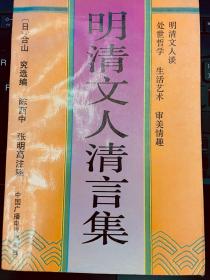 明清文人谈
处世哲学 生活艺术 审美情趣
明清文人清言集
〔日〕合山 究选编 陈西中 张明高注释
中国广播电视出版社